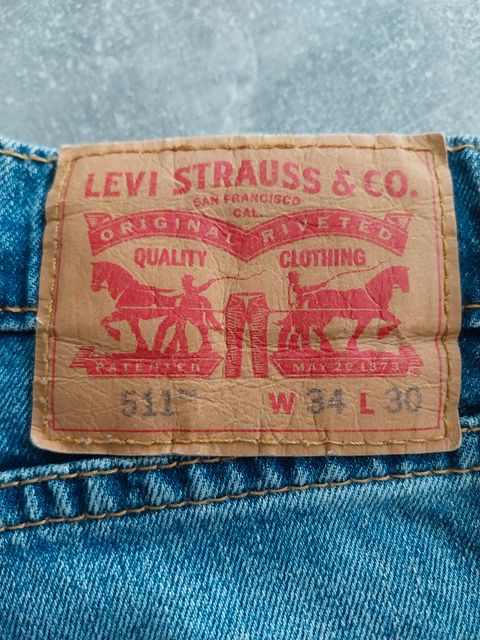 LEVI STRAUSS & CO.
SAN FRANCISCO
CAL.
ORIGINAL RIVETED
QUALITY CLOTHING
PATENTED MAY 20 1873
511™ W 34 L 30